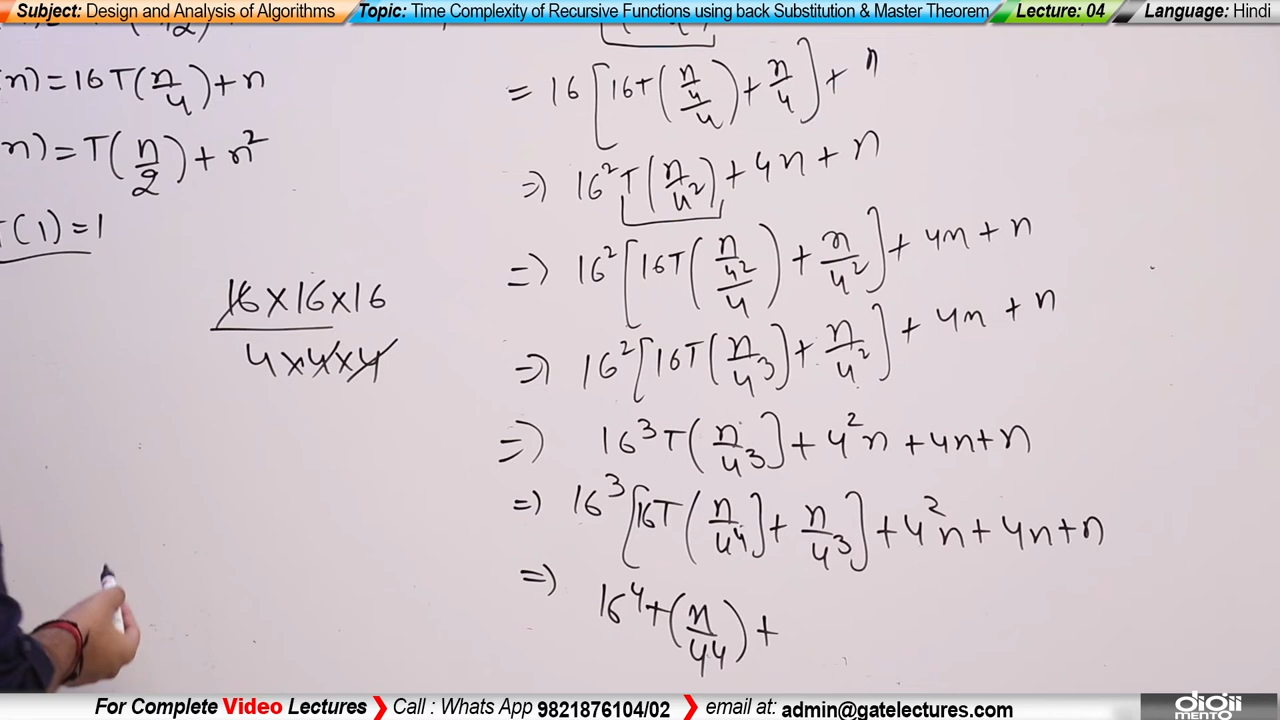 Subject: Design and Analysis of Algorithms Topic: Time Complexity of Recursive Functions using back Substitution & Master Theorem Lecture: 04 Language: Hindi
n) = 16T(n/4) + n
n) = T(n/2) + n²
T(1) = 1
16×16×16
4×4×4
= 16[16T(n/4/4) + n/4] + n
⇒ 16²T(n/4²) + 4n + n
⇒ 16²[16T(n/4²/4) + n/4²] + 4n + n
⇒ 16²[16T(n/4³) + n/4²] + 4n + n
⇒ 16³T(n/4³) + 4²n + 4n + n
⇒ 16³[16T(n/4⁴) + n/4³] + 4²n + 4n + n
⇒ 16⁴T(n/4⁴) +
For Complete Video Lectures ❯ Call : Whats App 9821876104/02 ❯ email at: admin@gatelectures.com
digii